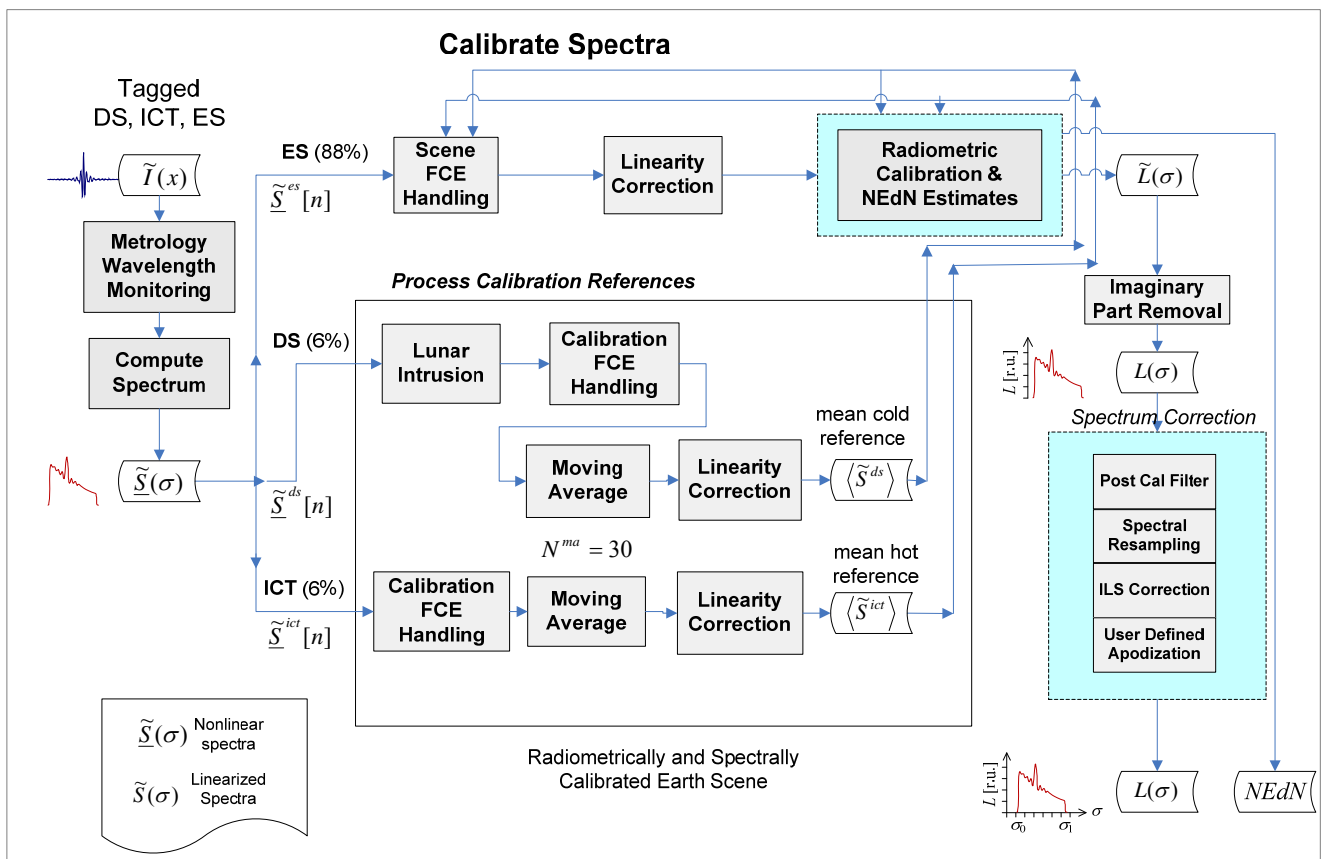 Calibrate Spectra
Tagged
DS, ICT, ES
Ĩ(x)
Metrology
Wavelength
Monitoring
Compute
Spectrum
S̲̃(σ)
ES (88%)
S̲̃^es[n]
Scene
FCE
Handling
Linearity
Correction
Radiometric
Calibration &
NEdN Estimates
L̃(σ)
Imaginary
Part Removal
L [r.u.]
L(σ)
Process Calibration References
DS (6%)
S̲̃^ds[n]
Lunar
Intrusion
Calibration
FCE
Handling
Moving
Average
Linearity
Correction
mean cold
reference
⟨S̃^ds⟩
N^ma = 30
ICT (6%)
S̲̃^ict[n]
Calibration
FCE
Handling
Moving
Average
Linearity
Correction
mean hot
reference
⟨S̃^ict⟩
Spectrum Correction
Post Cal Filter
Spectral
Resampling
ILS Correction
User Defined
Apodization
S̲̃(σ) Nonlinear
spectra
S̃(σ) Linearized
Spectra
Radiometrically and Spectrally
Calibrated Earth Scene
L [r.u.]
σ₀ σ₁ σ
L(σ)
NEdN